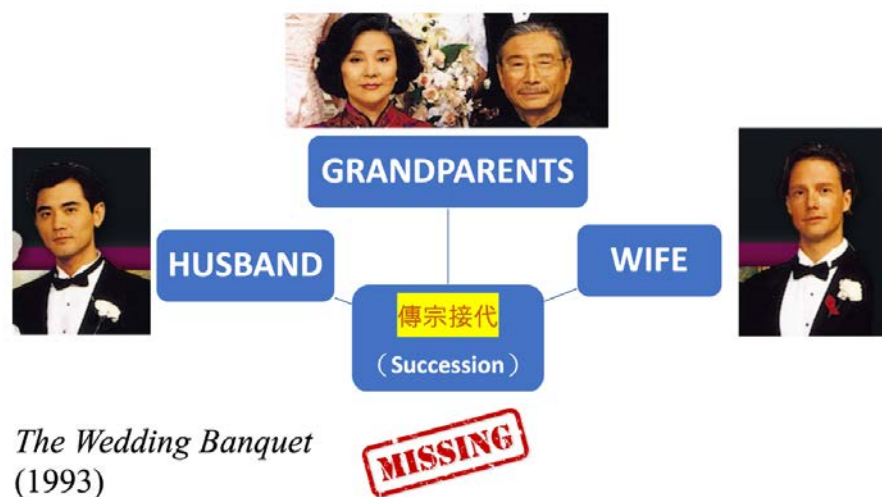 GRANDPARENTS
HUSBAND
WIFE
傳宗接代
（Succession）
The Wedding Banquet
(1993)
MISSING